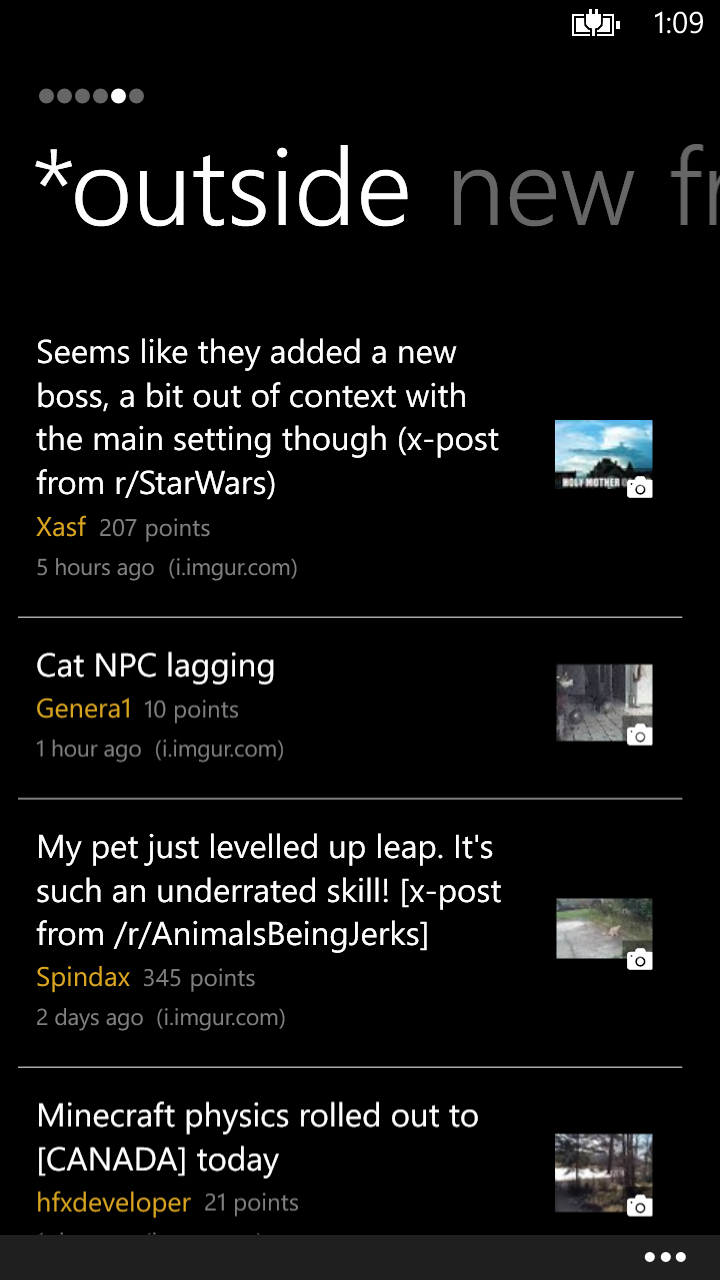 1:09
*outside new fr
Seems like they added a new
boss, a bit out of context with
the main setting though (x-post
from r/StarWars)
HOLY MOTHER
Xasf 207 points
5 hours ago (i.imgur.com)
Cat NPC lagging
Genera1 10 points
1 hour ago (i.imgur.com)
My pet just levelled up leap. It's
such an underrated skill! [x-post
from /r/AnimalsBeingJerks]
Spindax 345 points
2 days ago (i.imgur.com)
Minecraft physics rolled out to
[CANADA] today
hfxdeveloper 21 points